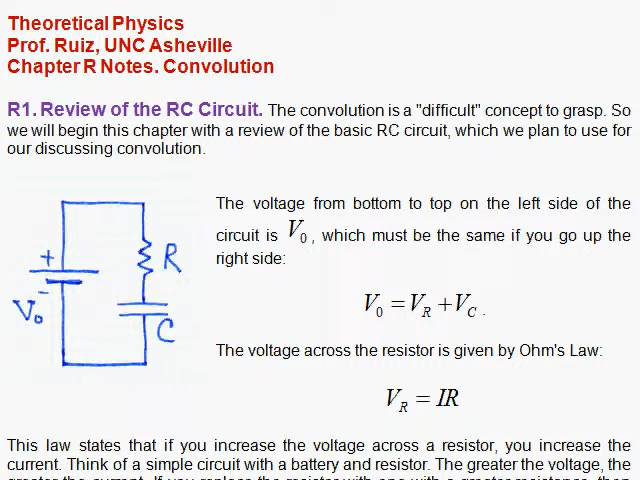 Theoretical Physics
Prof. Ruiz, UNC Asheville
Chapter R Notes. Convolution
R1. Review of the RC Circuit. The convolution is a "difficult" concept to grasp. So
we will begin this chapter with a review of the basic RC circuit, which we plan to use for
our discussing convolution.
The voltage from bottom to top on the left side of the
circuit is V₀, which must be the same if you go up the
right side:
+
R
−
V₀
C
V₀ = V_R + V_C .
The voltage across the resistor is given by Ohm's Law:
V_R = IR
This law states that if you increase the voltage across a resistor, you increase the
current. Think of a simple circuit with a battery and resistor. The greater the voltage, the